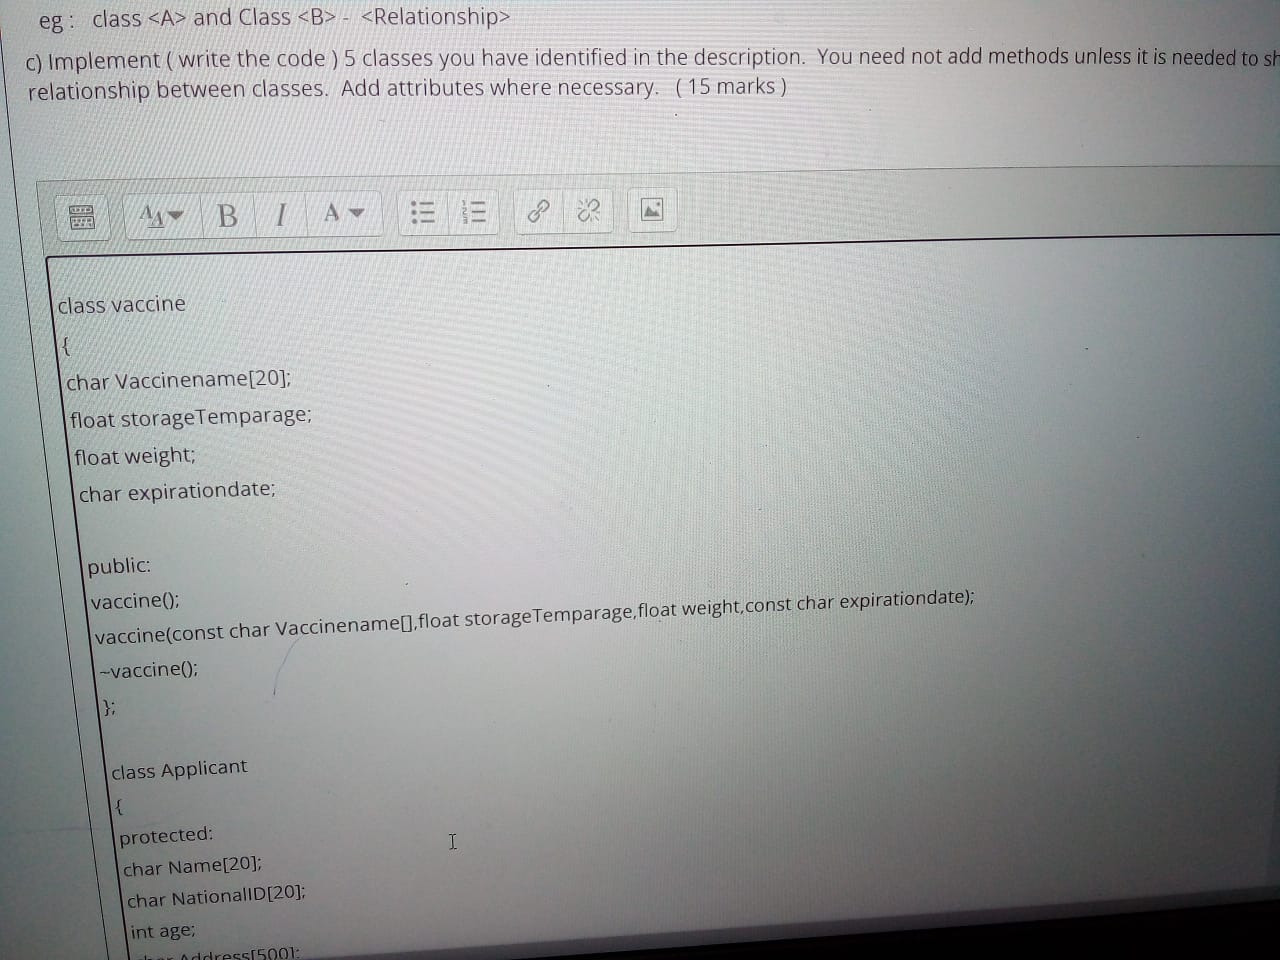 eg : class <A> and Class <B> - <Relationship>
c) Implement ( write the code ) 5 classes you have identified in the description. You need not add methods unless it is needed to sh
relationship between classes. Add attributes where necessary. ( 15 marks )
B I A
class vaccine
{
char Vaccinename[20];
float storageTemparage;
float weight;
char expirationdate;
public:
vaccine();
vaccine(const char Vaccinename[],float storageTemparage,float weight,const char expirationdate);
~vaccine();
};
class Applicant
{
protected:
char Name[20];
char NationalID[20];
int age;
char Address[500];